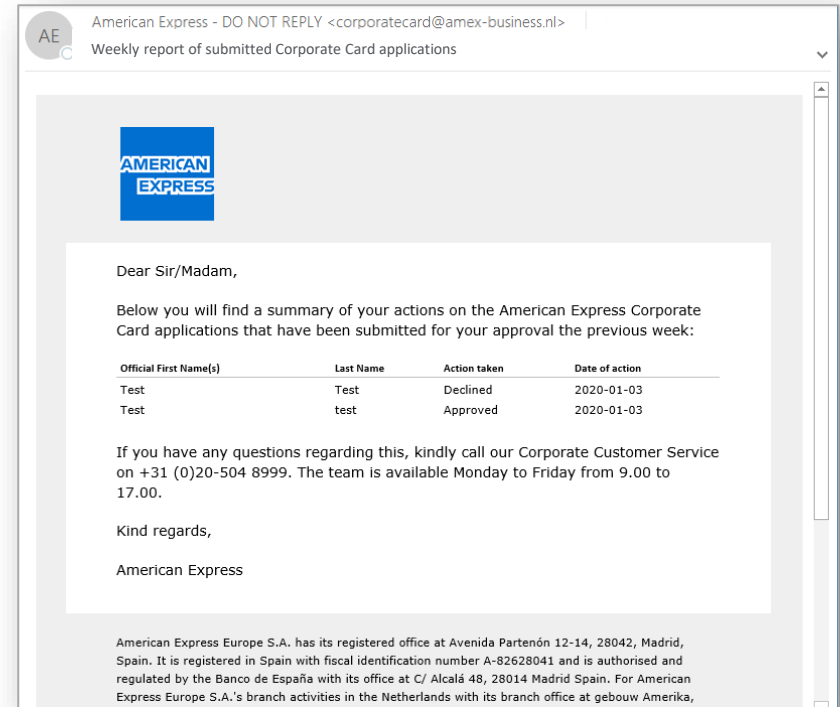 AE
American Express - DO NOT REPLY <corporatecard@amex-business.nl>
Weekly report of submitted Corporate Card applications
AMERICAN
EXPRESS
Dear Sir/Madam,
Below you will find a summary of your actions on the American Express Corporate
Card applications that have been submitted for your approval the previous week:
Official First Name(s) Last Name Action taken Date of action
Test Test Declined 2020-01-03
Test test Approved 2020-01-03
If you have any questions regarding this, kindly call our Corporate Customer Service
on +31 (0)20-504 8999. The team is available Monday to Friday from 9.00 to
17.00.
Kind regards,
American Express
American Express Europe S.A. has its registered office at Avenida Partenón 12-14, 28042, Madrid,
Spain. It is registered in Spain with fiscal identification number A-82628041 and is authorised and
regulated by the Banco de España with its office at C/ Alcalá 48, 28014 Madrid Spain. For American
Express Europe S.A.'s branch activities in the Netherlands with its branch office at gebouw Amerika,